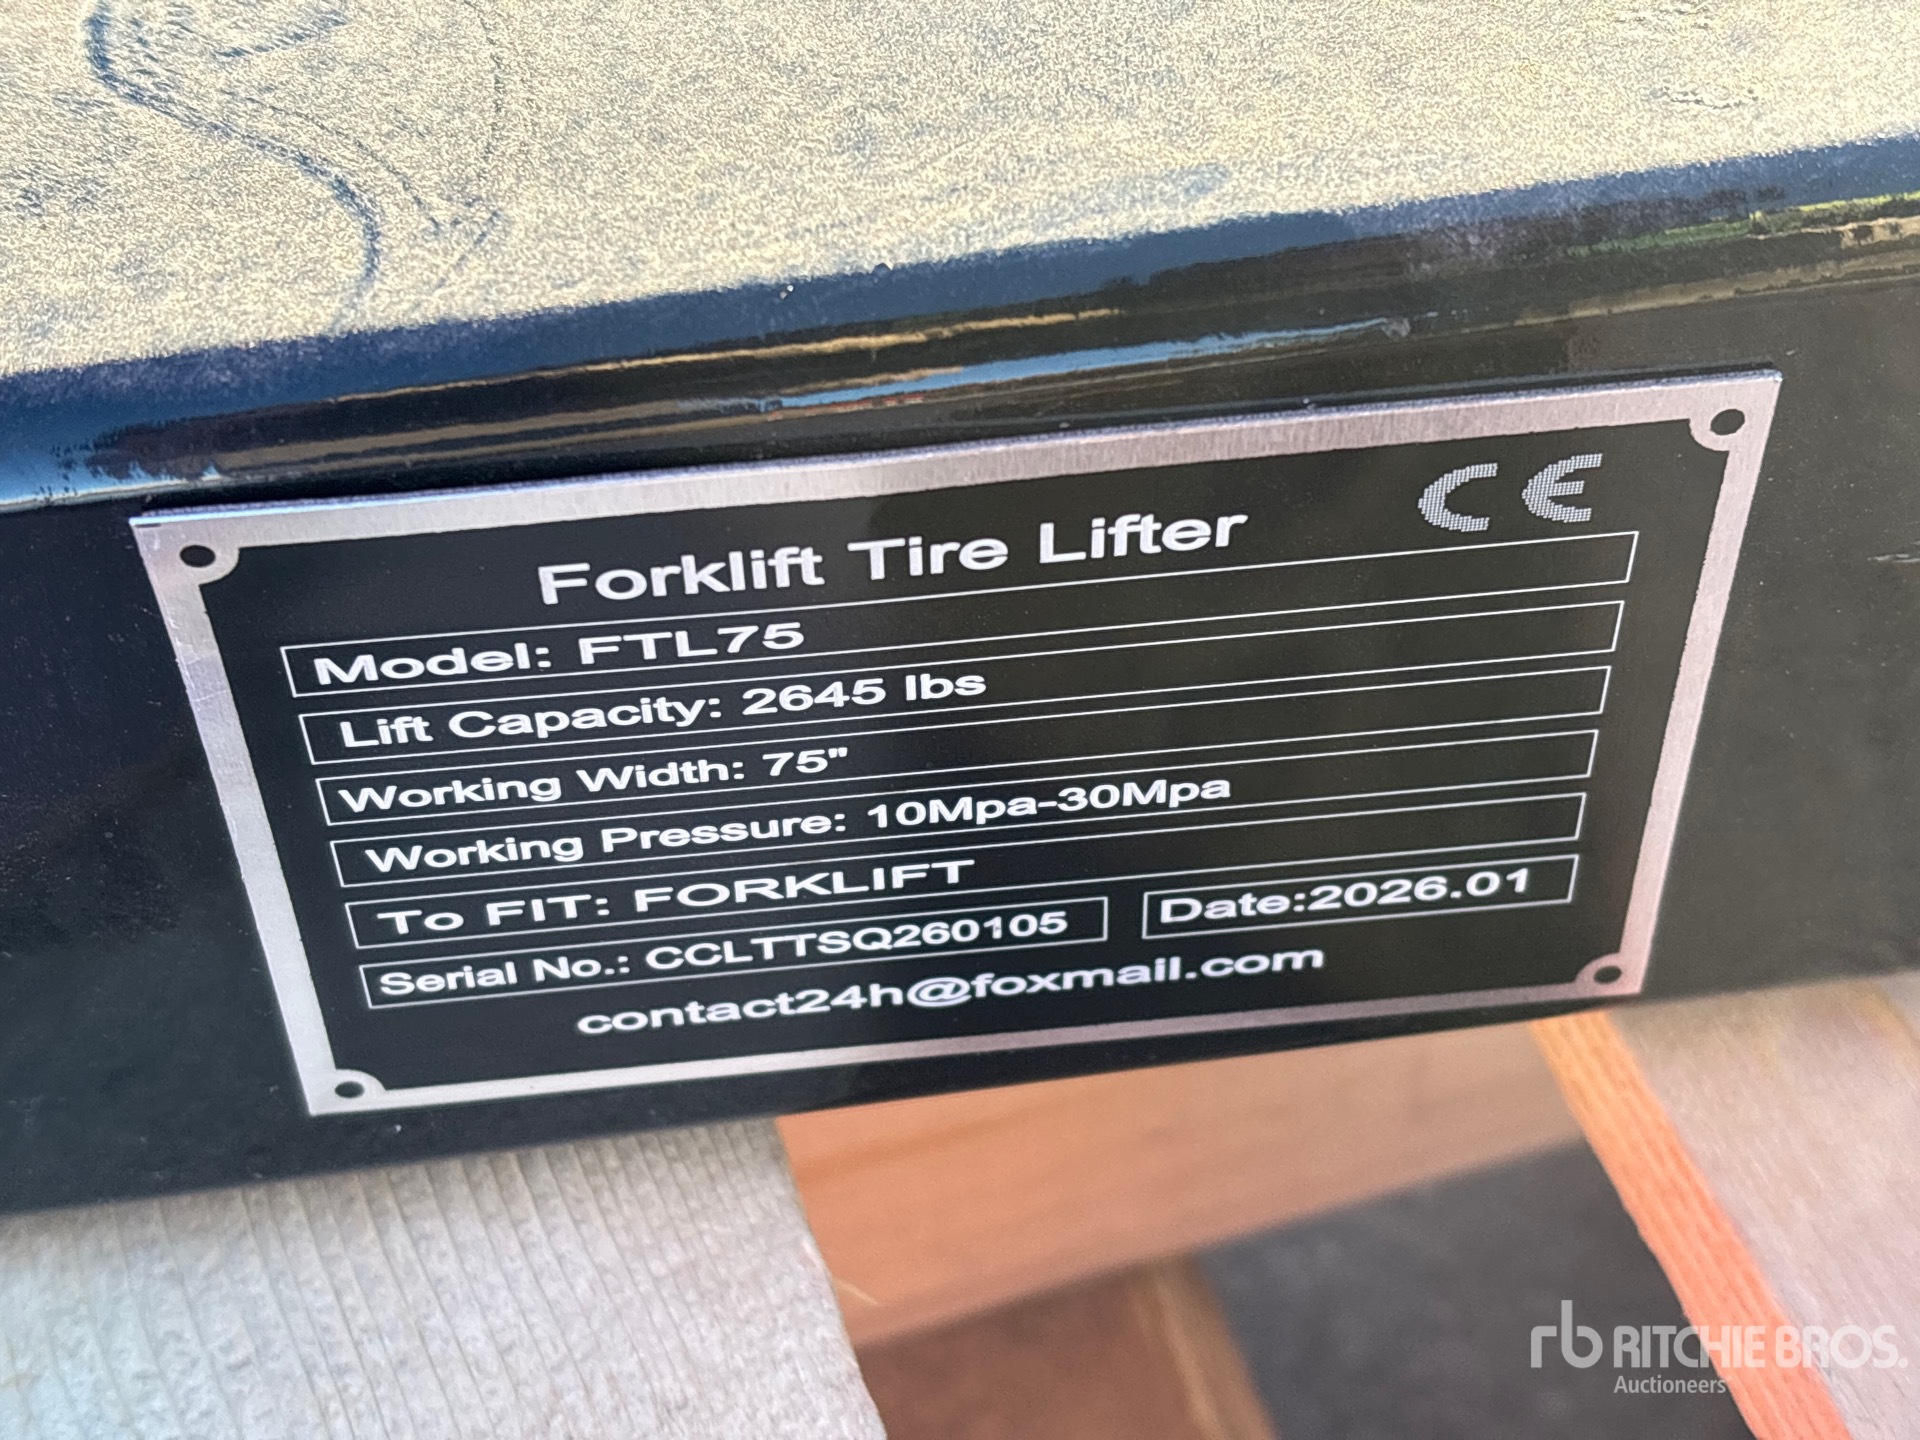 CE
Forklift Tire Lifter
Model: FTL75
Lift Capacity: 2645 lbs
Working Width: 75"
Working Pressure: 10Mpa-30Mpa
To FIT: FORKLIFT
Serial No.: CCLTTSQ260105 Date:2026.01
contact24h@foxmail.com
rb RITCHIE BROS.
Auctioneers